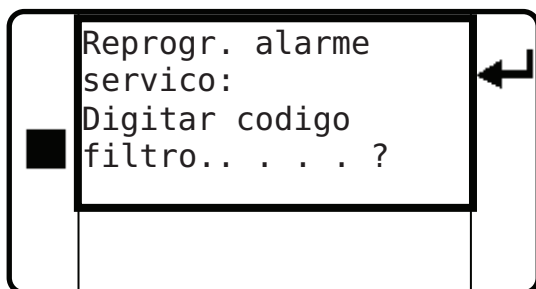 Reprogr. alarme
servico:
Digitar codigo
filtro.. . . . ?